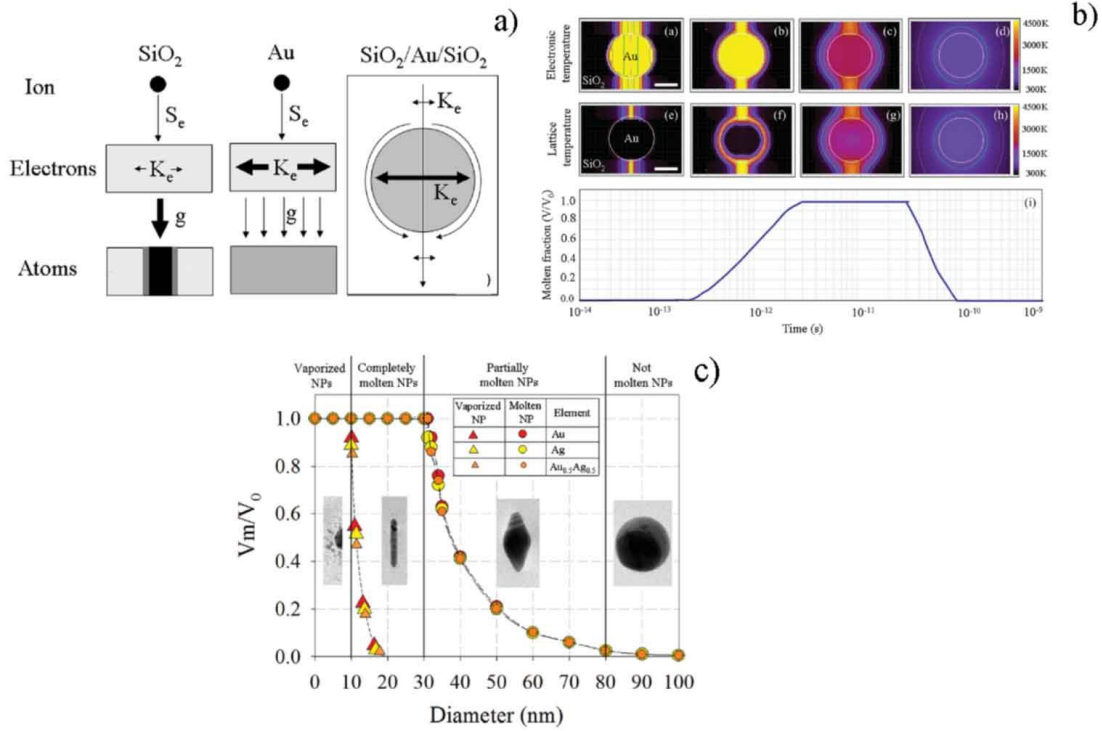 a)
SiO2
Au
SiO2/Au/SiO2
Ion
Se
Se
Ke
Electrons
Ke
Ke
Ke
g
g
Atoms
)
b)
Electronic temperature
(a)
(b)
(c)
(d)
Au
SiO2
4500K
3000K
1500K
300K
Lattice temperature
(e)
(f)
(g)
(h)
Au
SiO2
4500K
3000K
1500K
300K
Molten fraction (V/V0)
(i)
1.0
0.8
0.6
0.4
0.2
0.0
10-14
10-13
10-12
10-11
10-10
10-9
Time (s)
c)
Vaporized NPs
Completely molten NPs
Partially molten NPs
Not molten NPs
Vaporized NP
Molten NP
Element
Au
Ag
Au0.5Ag0.5
Vm/V0
1.0
0.8
0.6
0.4
0.2
0.0
0 10 20 30 40 50 60 70 80 90 100
Diameter (nm)